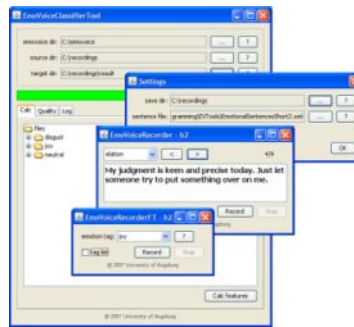 EmoVoiceClassifierTool
emovoice dir: C:/emovoice ... ?
source dir: C:/recordings ... ?
target dir: C:/recordings/result ... ?
Settings
save dir: C:/recordings ... ?
sentence file: ... ?
OK
Calc Quality Log
files
disgust
joy
neutral
EmoVoiceRecorder - b2
elation < > 4/9
My judgment is keen and precise today. Just let
someone try to put something over on me.
Record Stop
EmoVoiceRecorderFT - b2
emotion tag: joy ?
Record Stop
© 2007 University of Augsburg
Calc features
© 2007 University of Augsburg